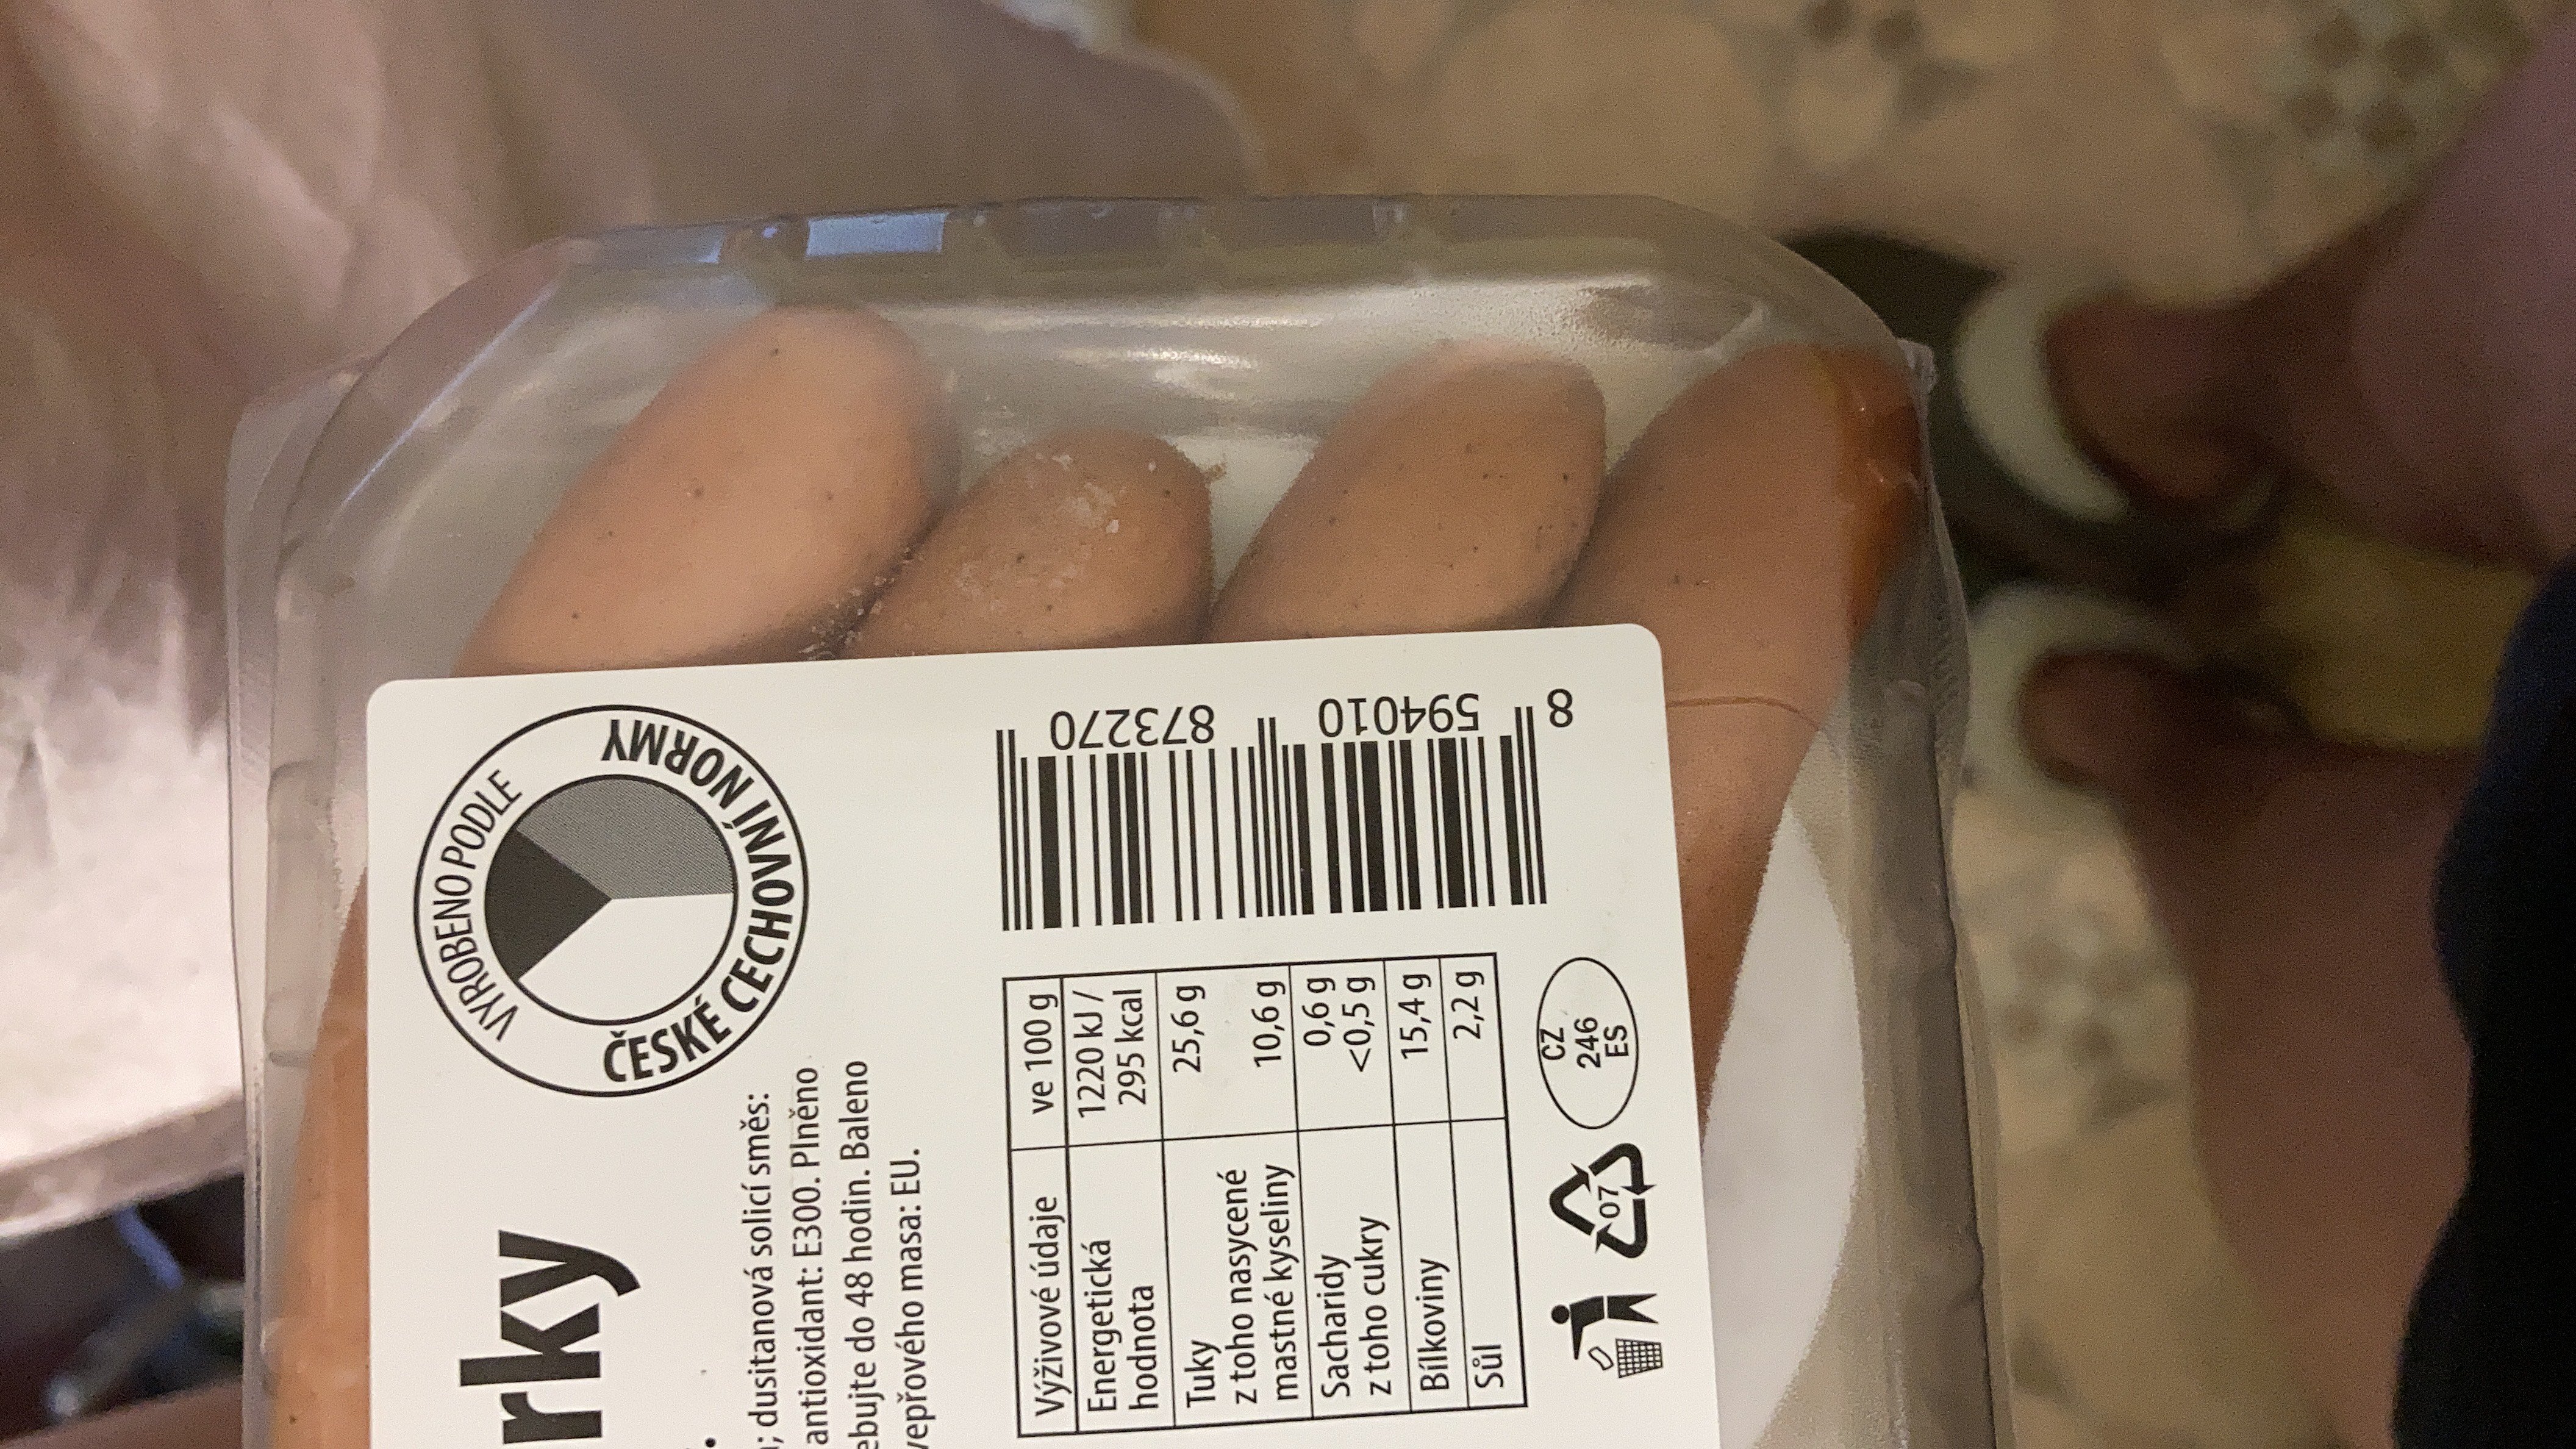 rky
VYROBENO PODLE
ČESKÉ CECHOVNÍ NORMY
; dusitanová solicí směs:
antioxidant: E300. Plněno
ebujte do 48 hodin. Baleno
vepřového masa: EU.
Výživové údaje ve 100 g
Energetická 1220 kJ /
hodnota 295 kcal
Tuky 25,6 g
z toho nasycené
mastné kyseliny 10,6 g
Sacharidy 0,6 g
z toho cukry <0,5 g
Bílkoviny 15,4 g
Sůl 2,2 g
8 594010 873270
07
CZ
246
ES